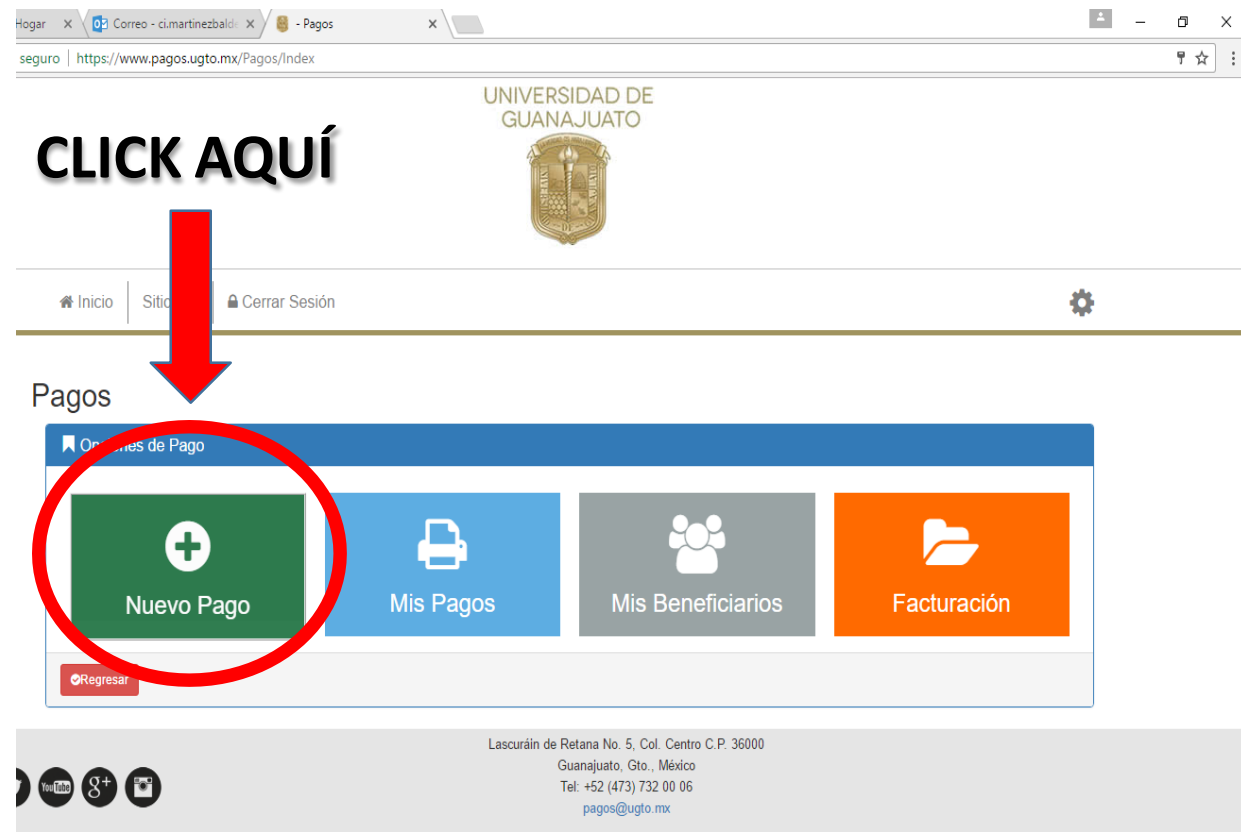 Hogar
Correo - ci.martinezbalde
- Pagos
seguro | https://www.pagos.ugto.mx/Pagos/Index
UNIVERSIDAD DE
GUANAJUATO
CLICK AQUÍ
Inicio
Cerrar Sesión
Pagos
de Pago
Nuevo Pago
Mis Pagos
Mis Beneficiarios
Facturación
Regresar
Lascuráin de Retana No. 5, Col. Centro C.P. 36000
Guanajuato, Gto., México
Tel: +52 (473) 732 00 06
pagos@ugto.mx
You Tube
g+